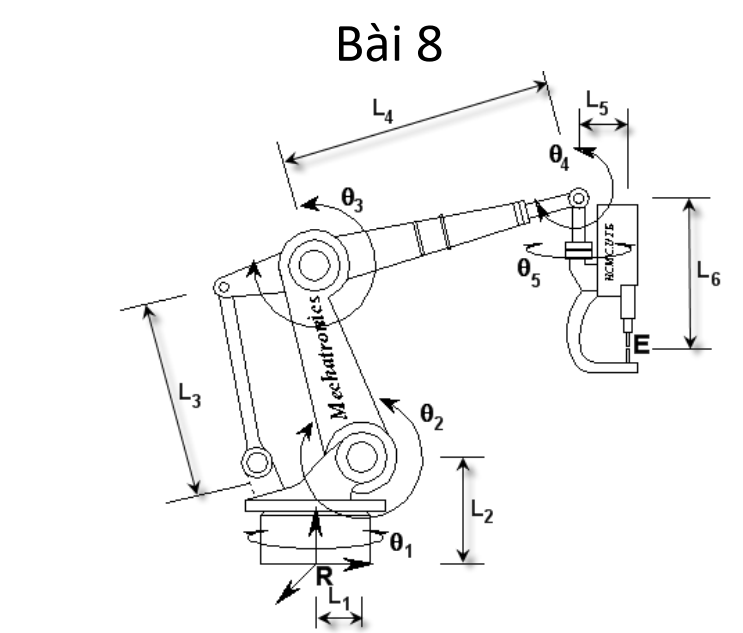 Bài 8
L4
L5
θ4
θ3
θ5
L6
E
Mechatronics
L3
θ2
L2
θ1
R
L1